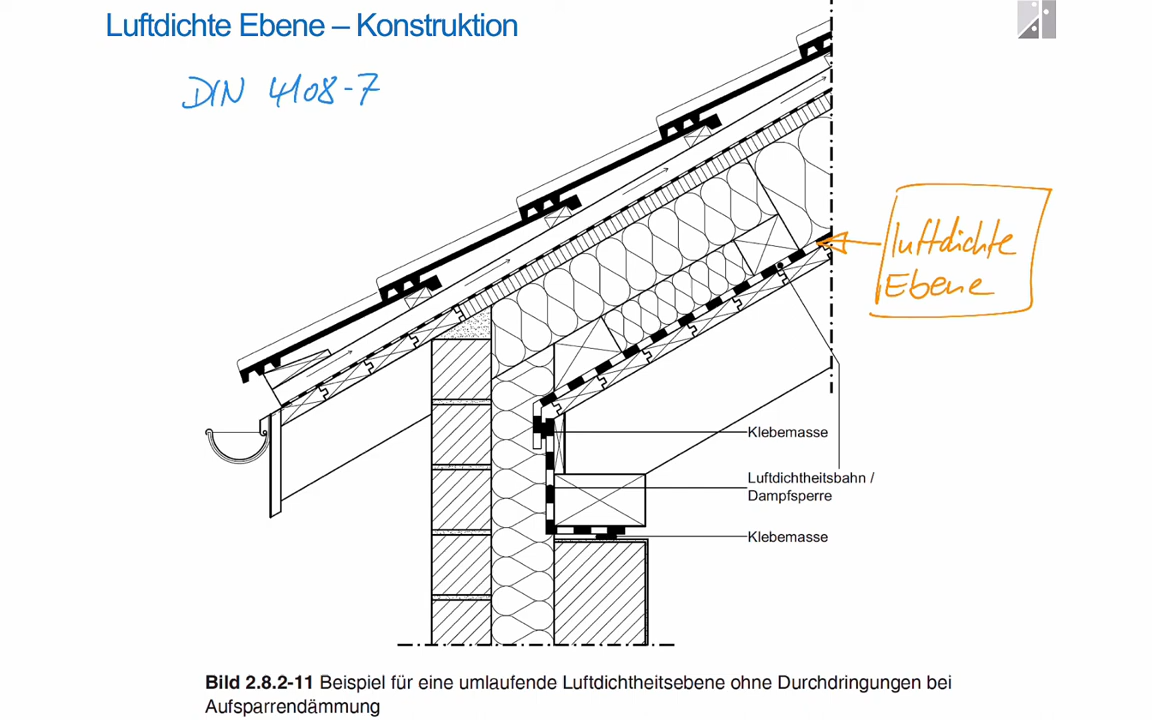 Luftdichte Ebene – Konstruktion
DIN 4108-7
luftdichte
Ebene
Klebemasse
Luftdichtheitsbahn /
Dampfsperre
Klebemasse
Bild 2.8.2-11 Beispiel für eine umlaufende Luftdichtheitsebene ohne Durchdringungen bei
Aufsparrendämmung